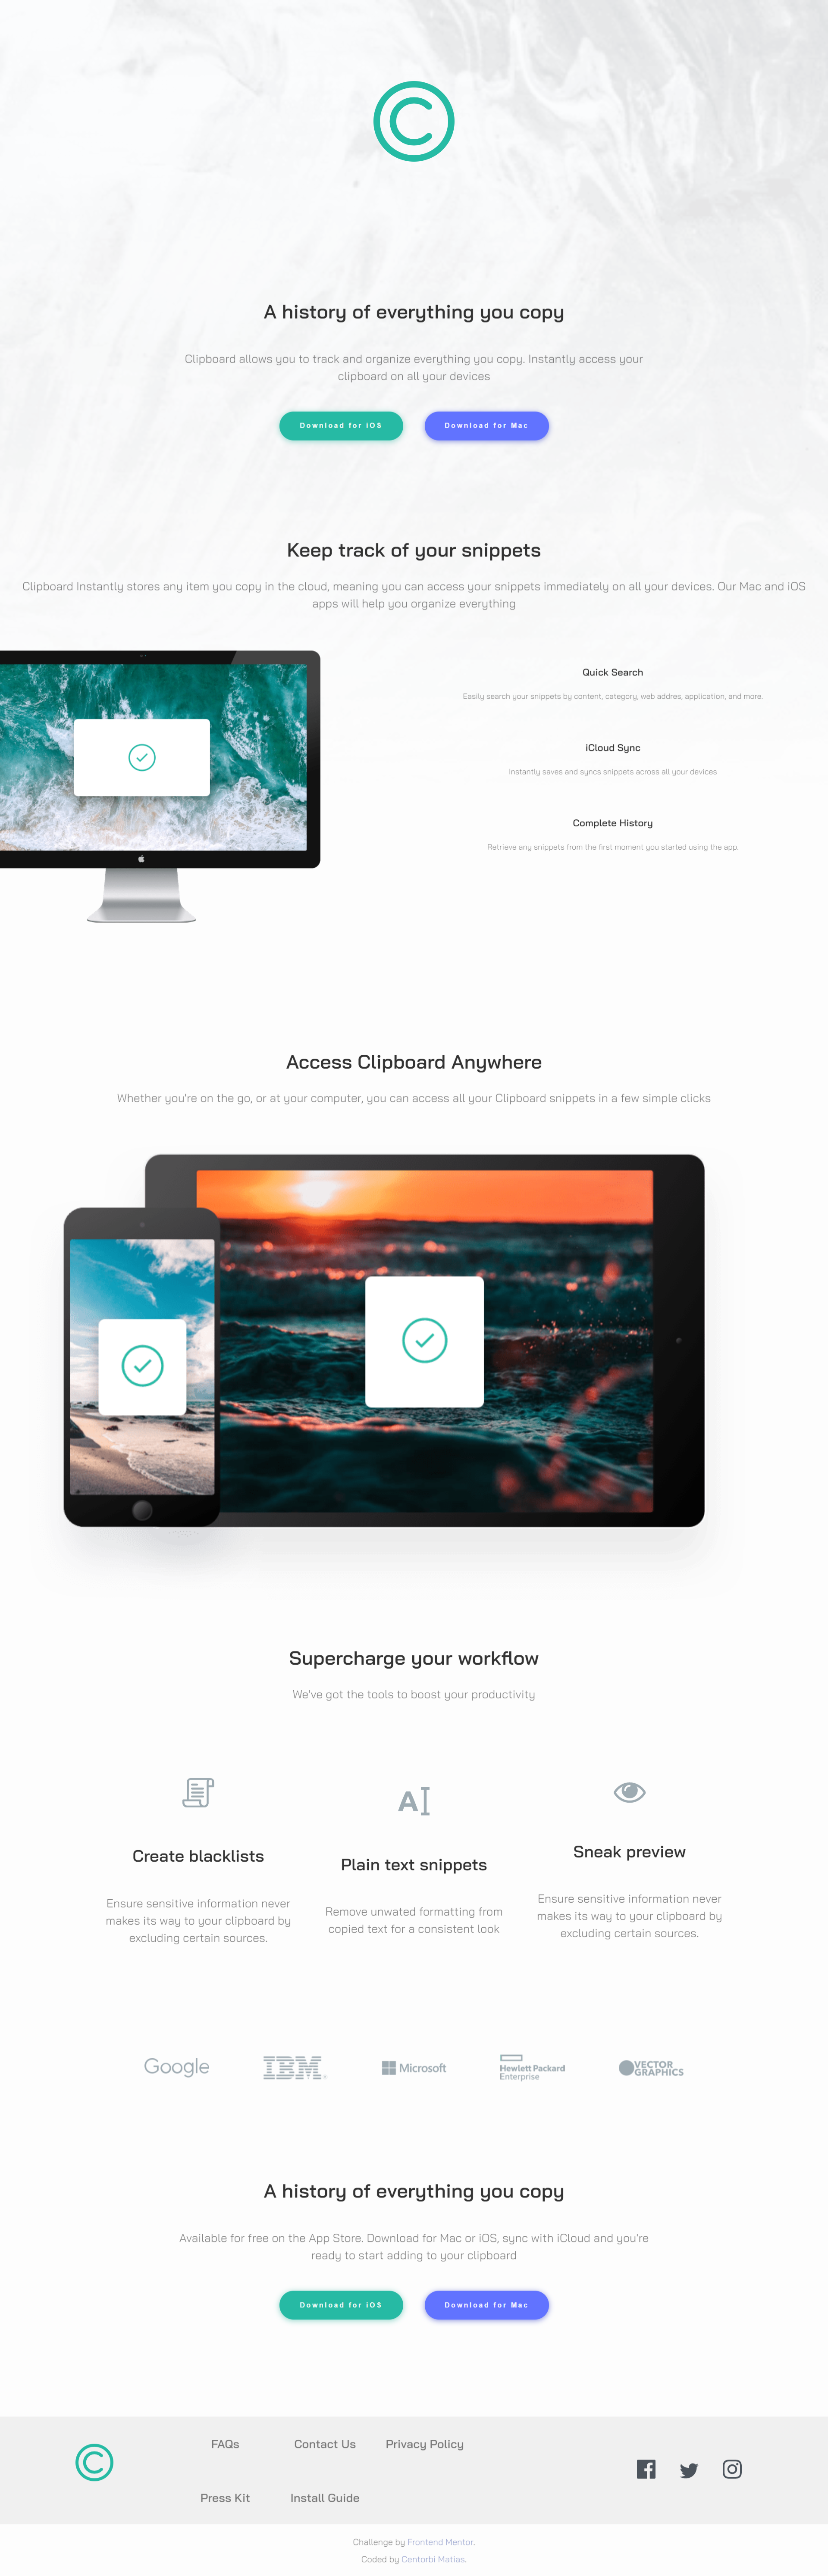 A history of everything you copy
Clipboard allows you to track and organize everything you copy. Instantly access your
clipboard on all your devices
Download for iOS
Download for Mac
Keep track of your snippets
Clipboard Instantly stores any item you copy in the cloud, meaning you can access your snippets immediately on all your devices. Our Mac and iOS
apps will help you organize everything
Quick Search
Easily search your snippets by content, category, web addres, application, and more.
iCloud Sync
Instantly saves and syncs snippets across all your devices
Complete History
Retrieve any snippets from the first moment you started using the app.
Access Clipboard Anywhere
Whether you're on the go, or at your computer, you can access all your Clipboard snippets in a few simple clicks
Supercharge your workflow
We've got the tools to boost your productivity
Create blacklists
Ensure sensitive information never
makes its way to your clipboard by
excluding certain sources.
A
Plain text snippets
Remove unwated formatting from
copied text for a consistent look
Sneak preview
Ensure sensitive information never
makes its way to your clipboard by
excluding certain sources.
Google
IBM®
Microsoft
Hewlett Packard
Enterprise
VECTOR
GRAPHICS
A history of everything you copy
Available for free on the App Store. Download for Mac or iOS, sync with iCloud and you're
ready to start adding to your clipboard
Download for iOS
Download for Mac
FAQs
Contact Us
Privacy Policy
Press Kit
Install Guide
Challenge by Frontend Mentor.
Coded by Centorbi Matias.